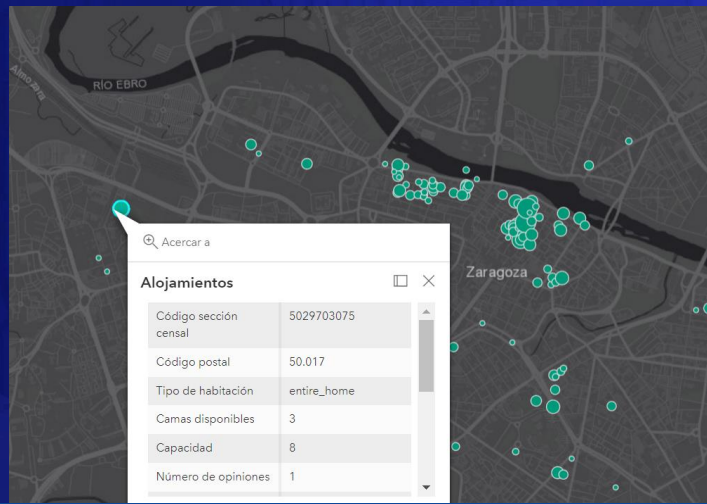 Almozara
RÍO EBRO
Zaragoza
Acercar a
Alojamientos
Código sección censal 5029703075
Código postal 50.017
Tipo de habitación entire_home
Camas disponibles 3
Capacidad 8
Número de opiniones 1